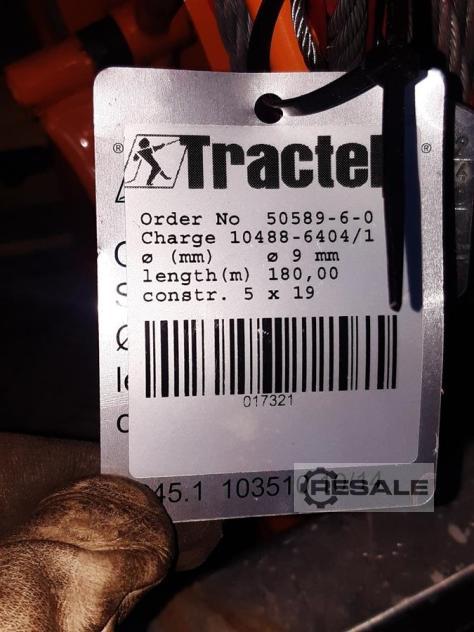 ® Tractel ®
Order No 50589-6-0
Charge 10488-6404/1
ø (mm) ø 9 mm
length(m) 180,00
constr. 5 x 19
017321
45.1
RESALE